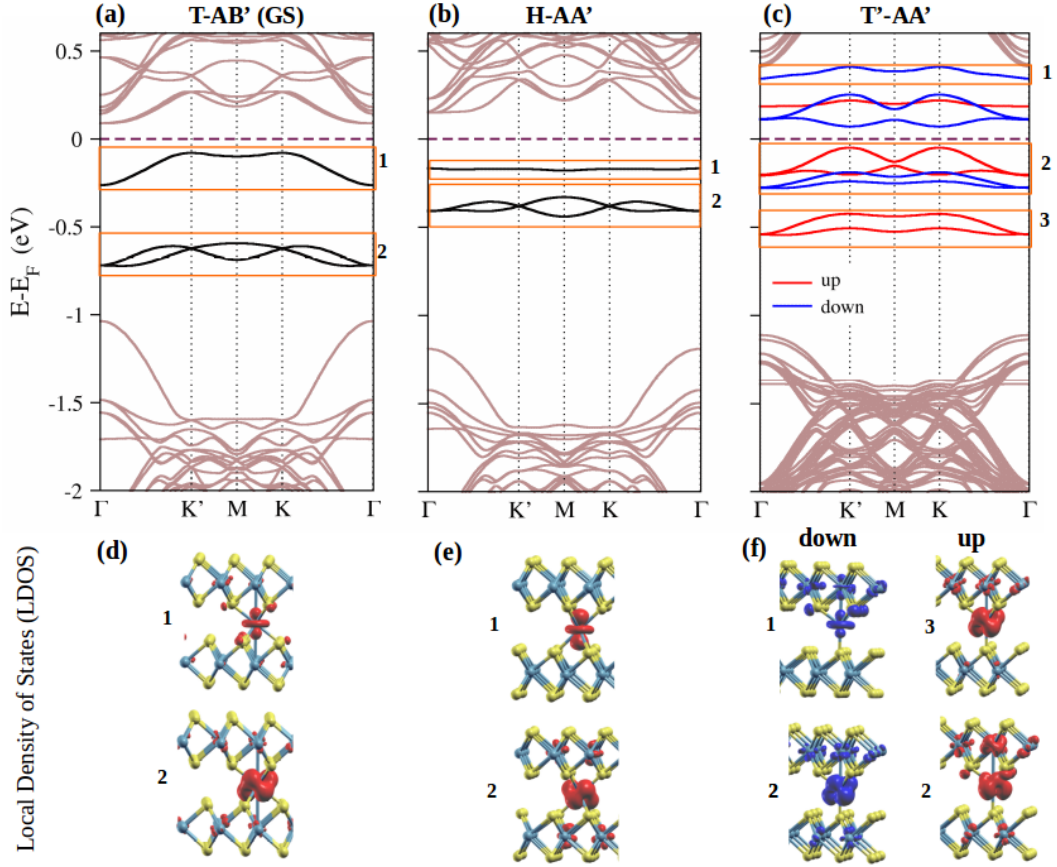 (a) T-AB' (GS) (b) H-AA' (c) T'-AA'
E-E_F (eV)
0.5
0
-0.5
-1
-1.5
-2
1
2
1
2
1
2
3
up
down
Γ K' M K Γ
Γ K' M K Γ
Γ K' M K Γ
Local Density of States (LDOS)
(d) (e) (f) down up
1 1 1 3
2 2 2 2